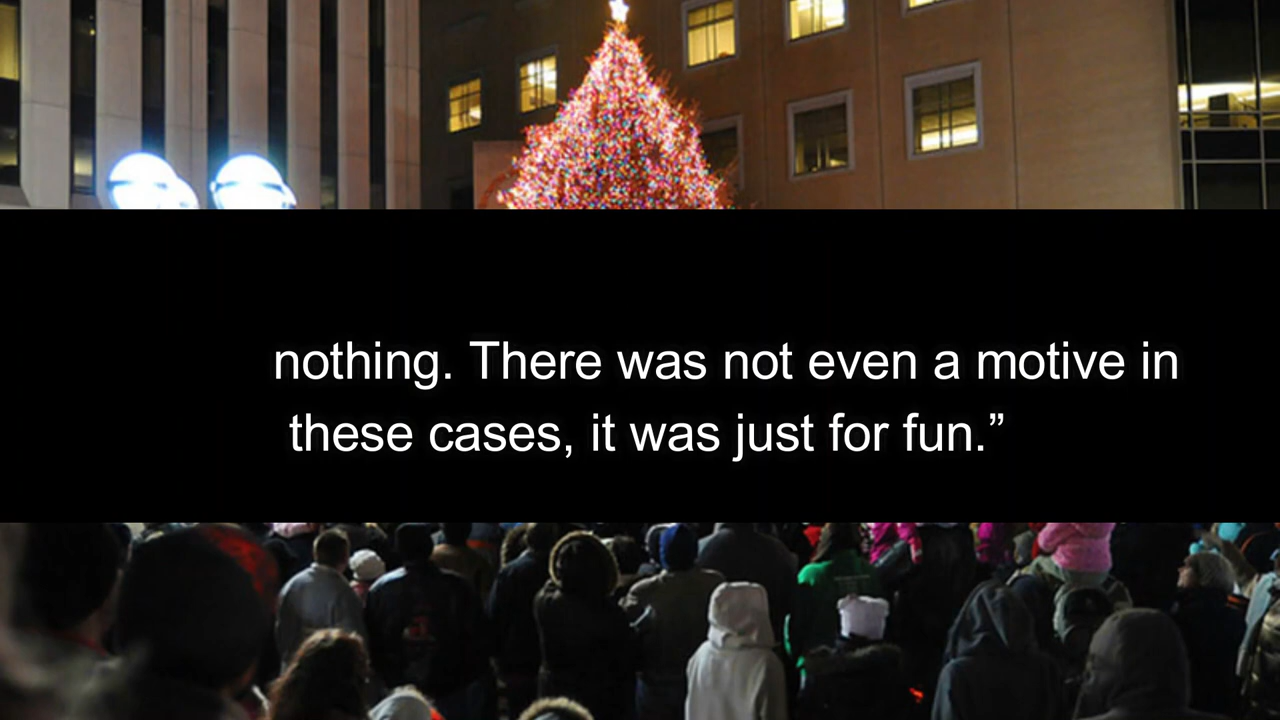 nothing. There was not even a motive in
these cases, it was just for fun.”